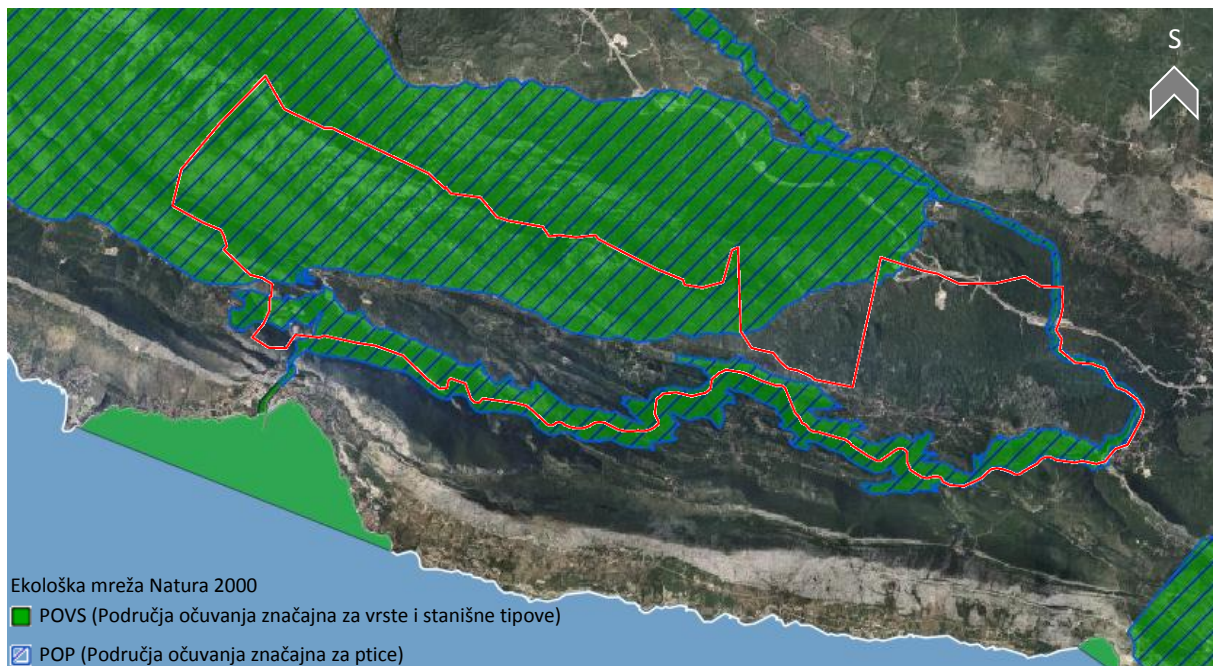 S
Ekološka mreža Natura 2000
POVS (Područja očuvanja značajna za vrste i stanišne tipove)
POP (Područja očuvanja značajna za ptice)